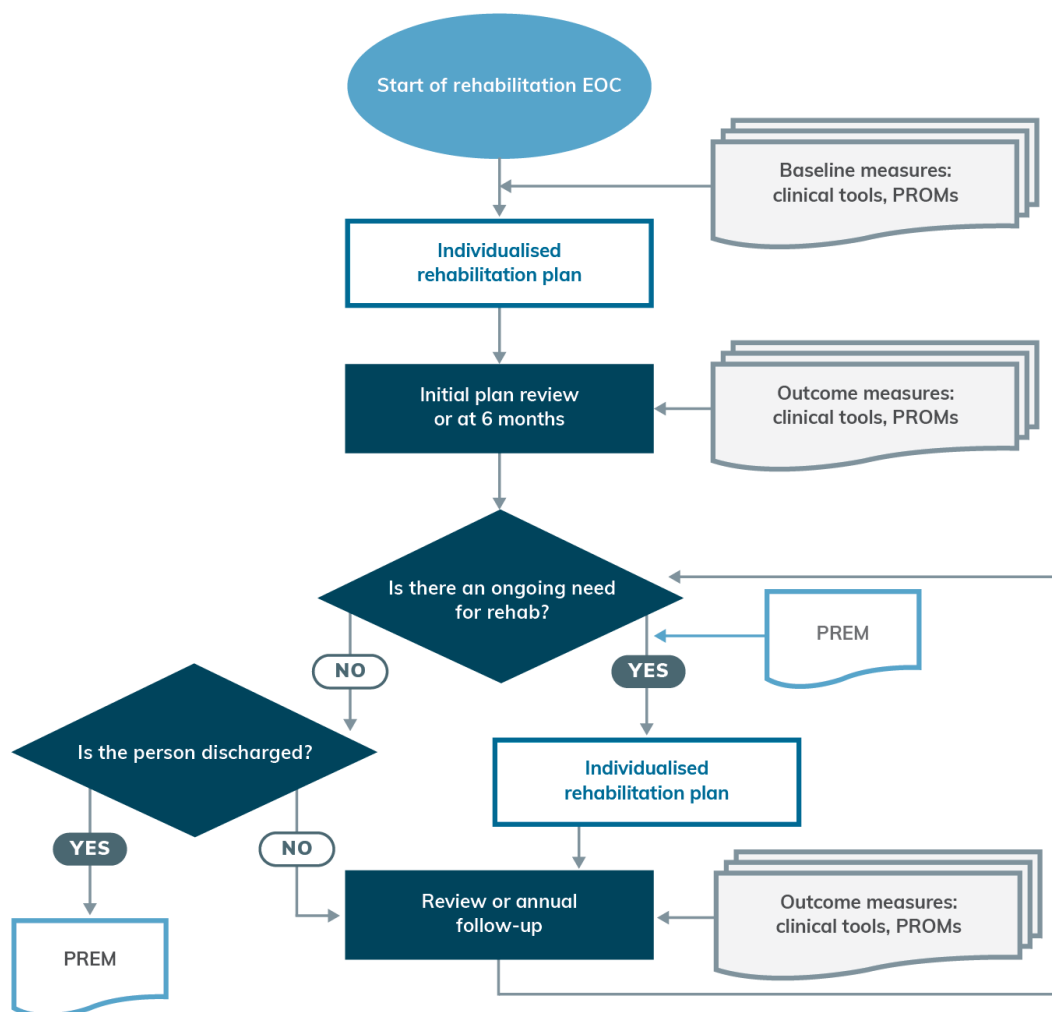 Start of rehabilitation EOC
Baseline measures:
clinical tools, PROMs
Individualised
rehabilitation plan
Initial plan review
or at 6 months
Outcome measures:
clinical tools, PROMs
Is there an ongoing need
for rehab?
PREM
NO
YES
Is the person discharged?
Individualised
rehabilitation plan
YES
NO
Review or annual
follow-up
Outcome measures:
clinical tools, PROMs
PREM